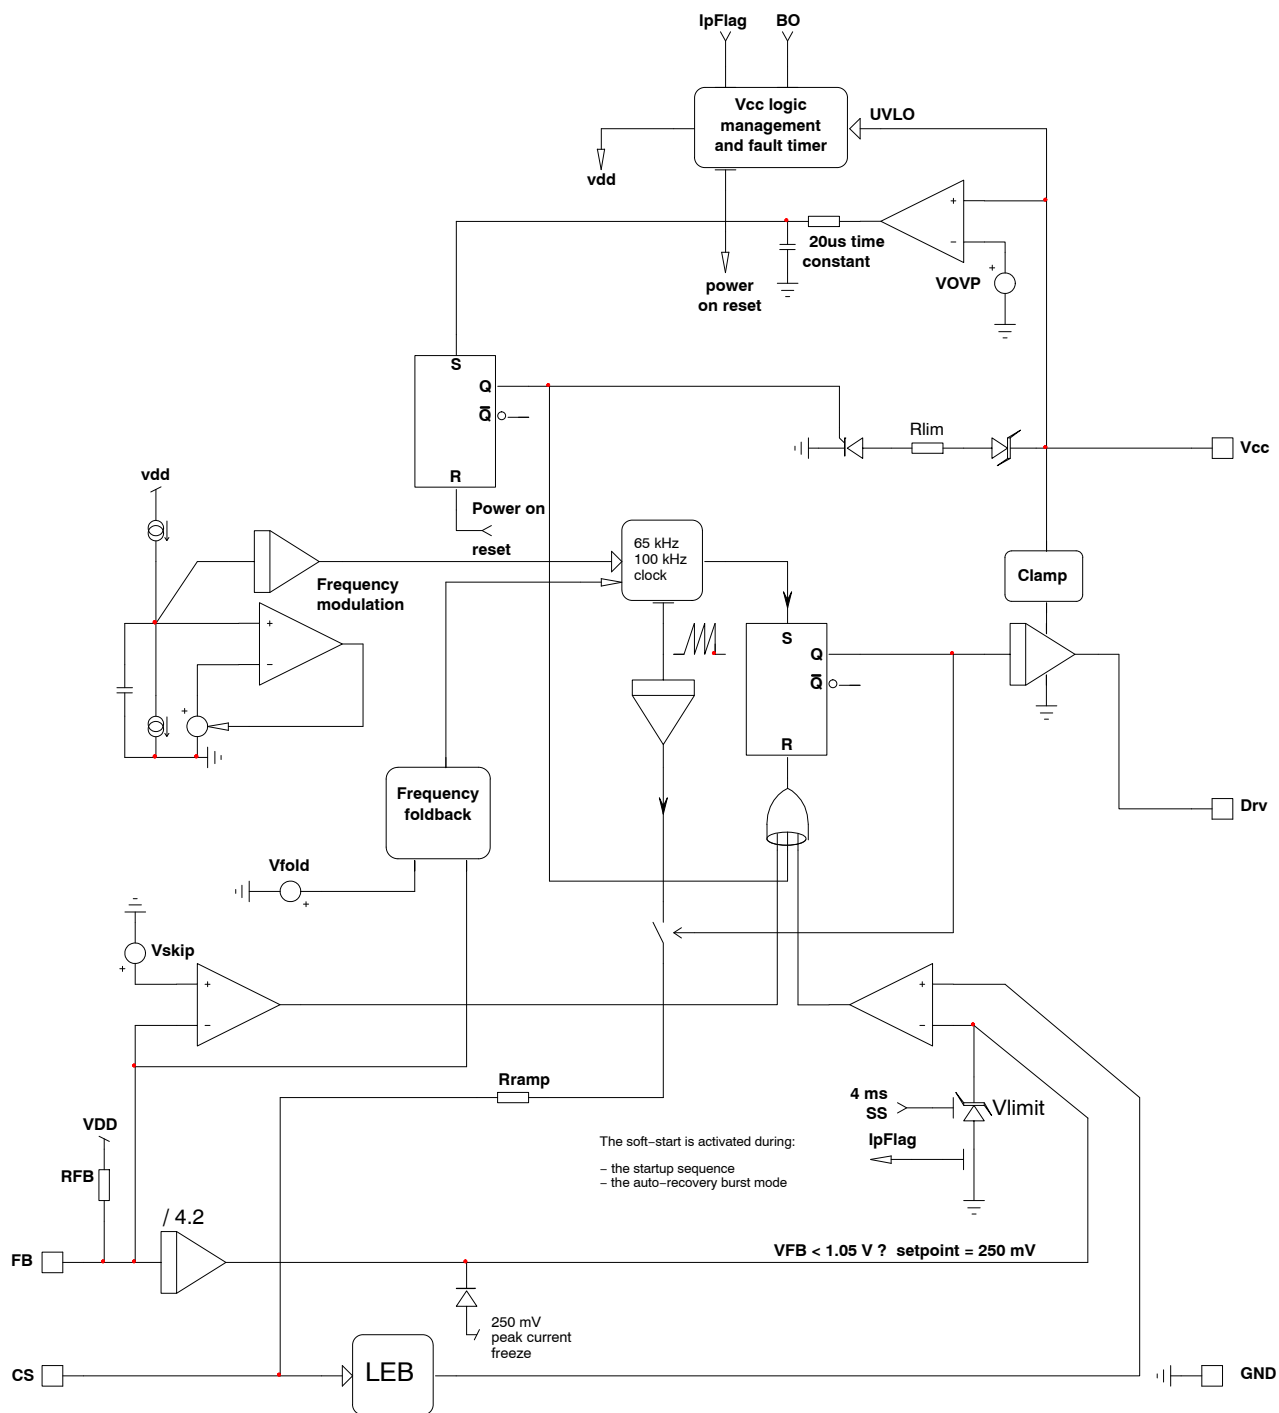 IpFlag BO
Vcc logic
management
and fault timer
UVLO
vdd
+
−
20us time
constant
VOVP
+
power
on reset
S
Q
Q̅
R
Rlim
Vcc
vdd
Power on
reset
65 kHz
100 kHz
clock
Frequency
modulation
Clamp
+
−
+
S
Q
Q̅
R
Frequency
foldback
Drv
Vfold
+
Vskip
+
+
−
+
−
Rramp
4 ms
SS
Vlimit
IpFlag
VDD
RFB
The soft−start is activated during:
− the startup sequence
− the auto−recovery burst mode
/ 4.2
FB
VFB < 1.05 V ? setpoint = 250 mV
250 mV
peak current
freeze
CS
LEB
GND